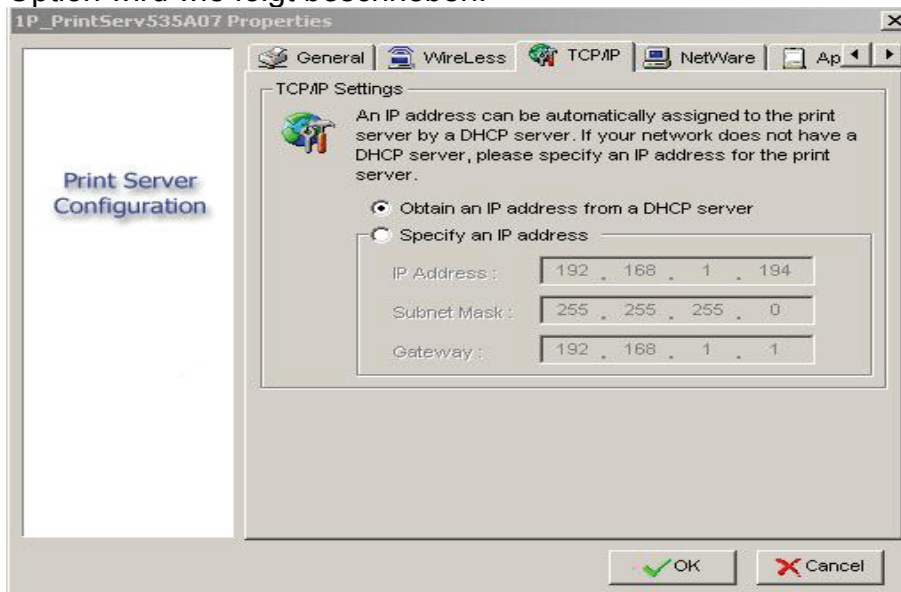 Option wird wie folgt beschrieben:
1P_PrintServ535A07 Properties
General WireLess TCP/IP NetWare Ap
TCP/IP Settings
An IP address can be automatically assigned to the print
server by a DHCP server. If your network does not have a
DHCP server, please specify an IP address for the print
server.
Print Server
Configuration
Obtain an IP address from a DHCP server
Specify an IP address
IP Address : 192 . 168 . 1 . 194
Subnet Mask : 255 . 255 . 255 . 0
Gateway : 192 . 168 . 1 . 1
OK Cancel